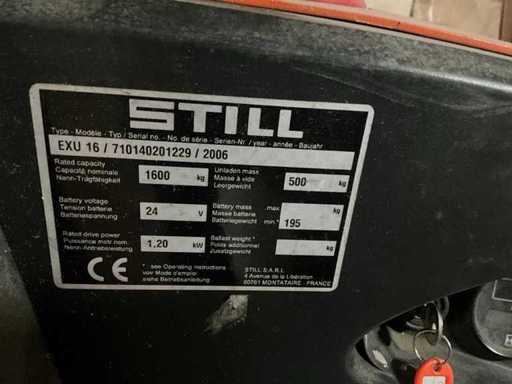 STILL
Type - Modèle - Typ / Serial no. - No. de série - Serien-Nr. / year - année - Baujahr
EXU 16 / 710140201229 / 2006
Rated capacity
Capacité nominale
Nenn-Tragfähigkeit
1600 kg
Unladen mass
Masse à vide
Leergewicht
500 kg
Battery voltage
Tension batterie
Batteriespannung
24 V
Battery mass max
Masse batterie
Batteriegewicht min.*
kg
195
Rated drive power
Puissance motr. nom.
Nenn-Antriebsleistung
1,20 kW
Ballast weight *
Poids additionnel
Zusatzgewicht
kg
CE
* see Operating instructions
voir Mode d'emploi
siehe Betriebsanleitung
STILL S.A.R.L
4 Avenue de la Libération
60761 MONTATAIRE - FRANCE